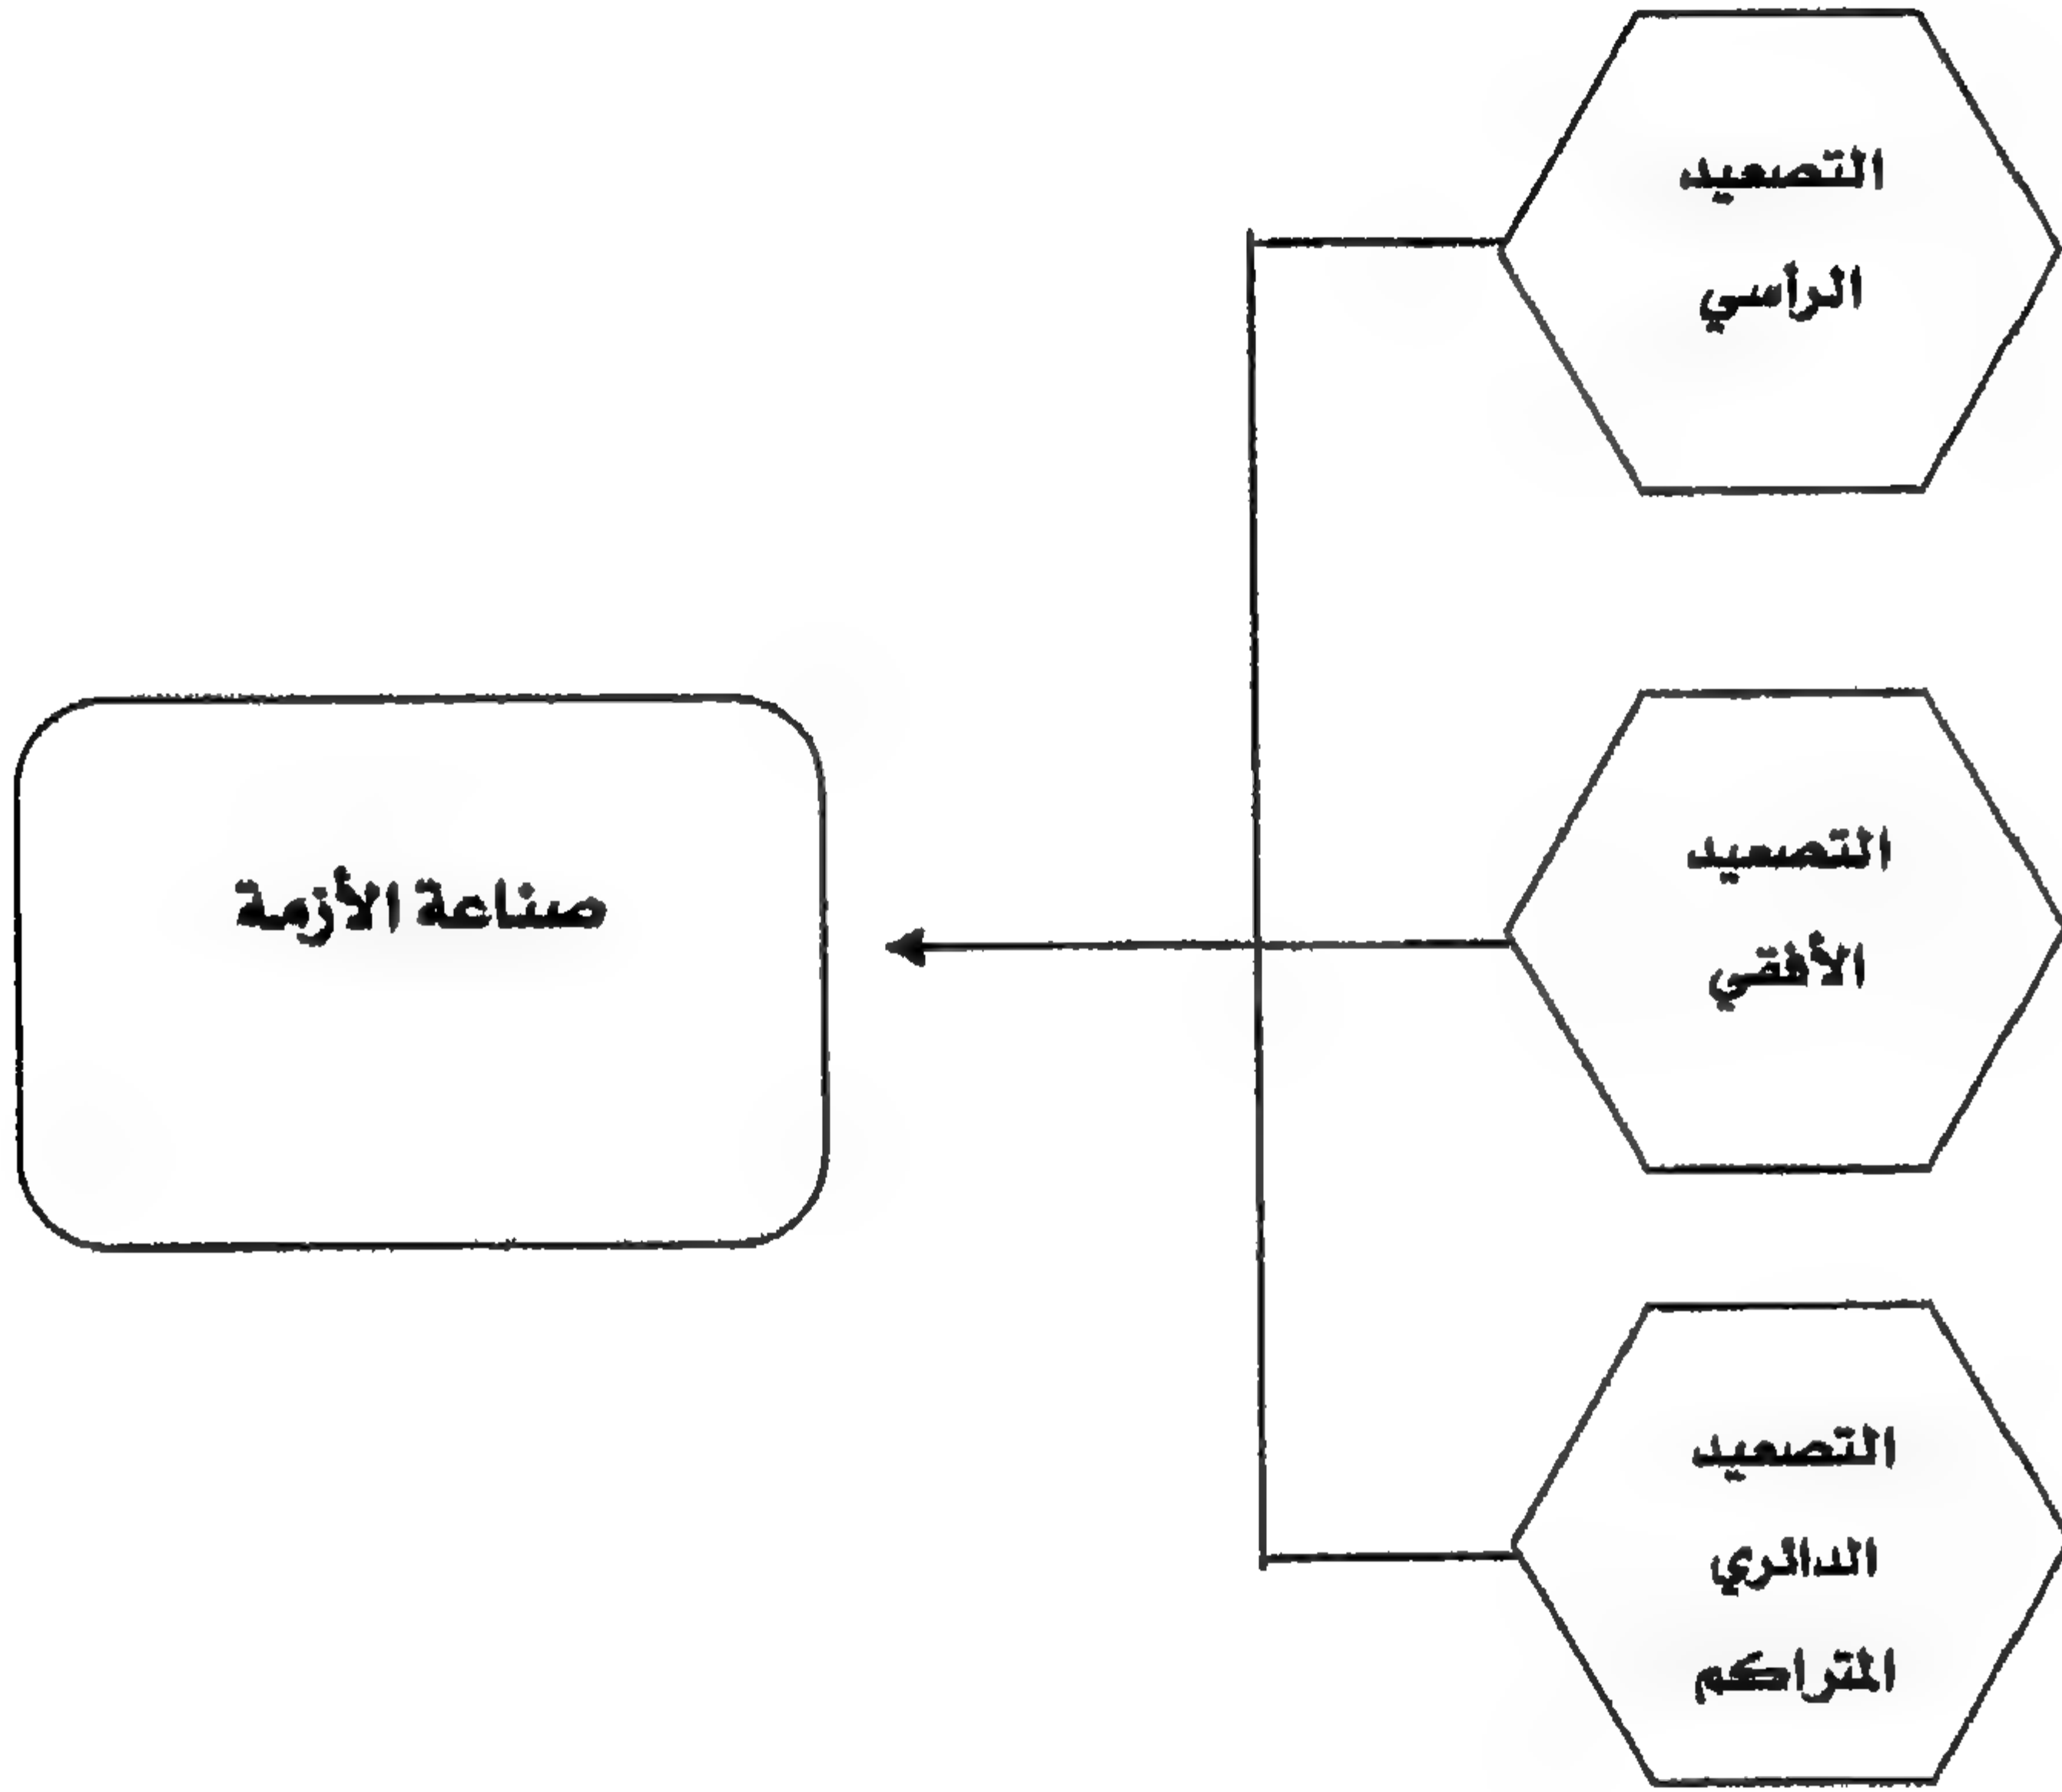 التصعيد
الرأسي
التصعيد
الأفقي
صناعة الأزمة
التصعيد
الدائري
المتراكم